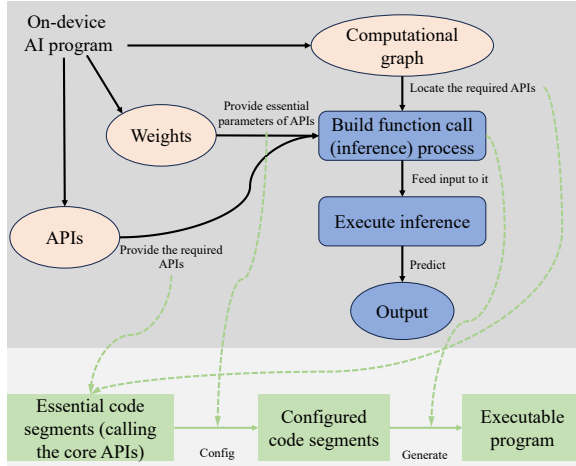 On-device
AI program
Computational
graph
Locate the required APIs
Provide essential
parameters of APIs
Weights
Build function call
(inference) process
Feed input to it
APIs
Provide the required
APIs
Execute inference
Predict
Output
Essential code
segments (calling
the core APIs)
Config
Configured
code segments
Generate
Executable
program